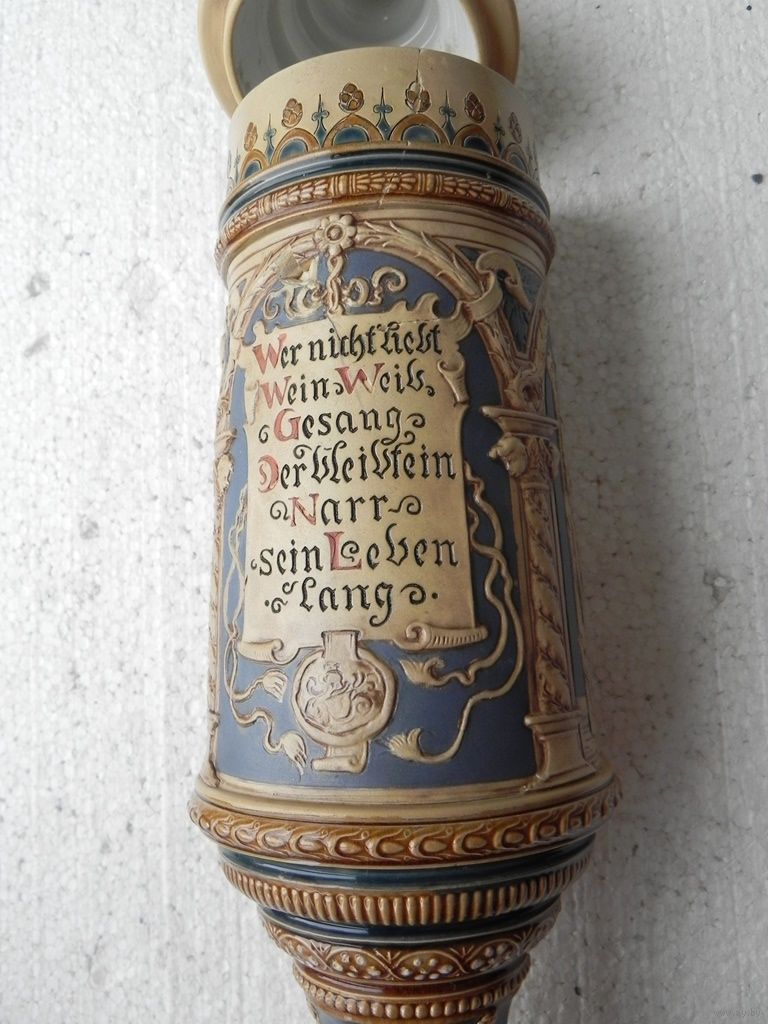 Wer nicht liebt
Wein Weib,
Gesang
Der bleibt ein
Narr
sein Leben
lang